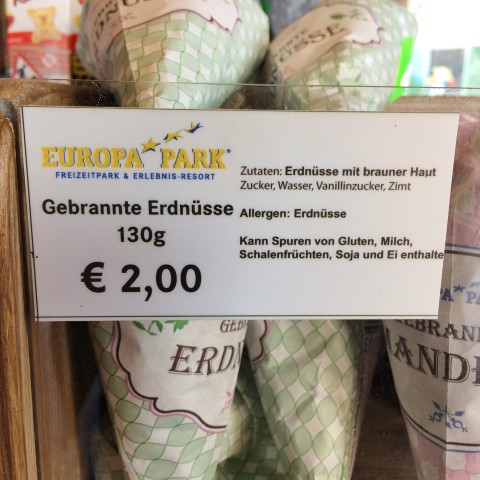 EUROPA PARK
FREIZEITPARK & ERLEBNIS-RESORT
Gebrannte Erdnüsse
130g
€ 2,00
Zutaten: Erdnüsse mit brauner Haut
Zucker, Wasser, Vanillinzucker, Zimt
Allergen: Erdnüsse
Kann Spuren von Gluten, Milch,
Schalenfrüchten, Soja und Ei enthalte
PARK